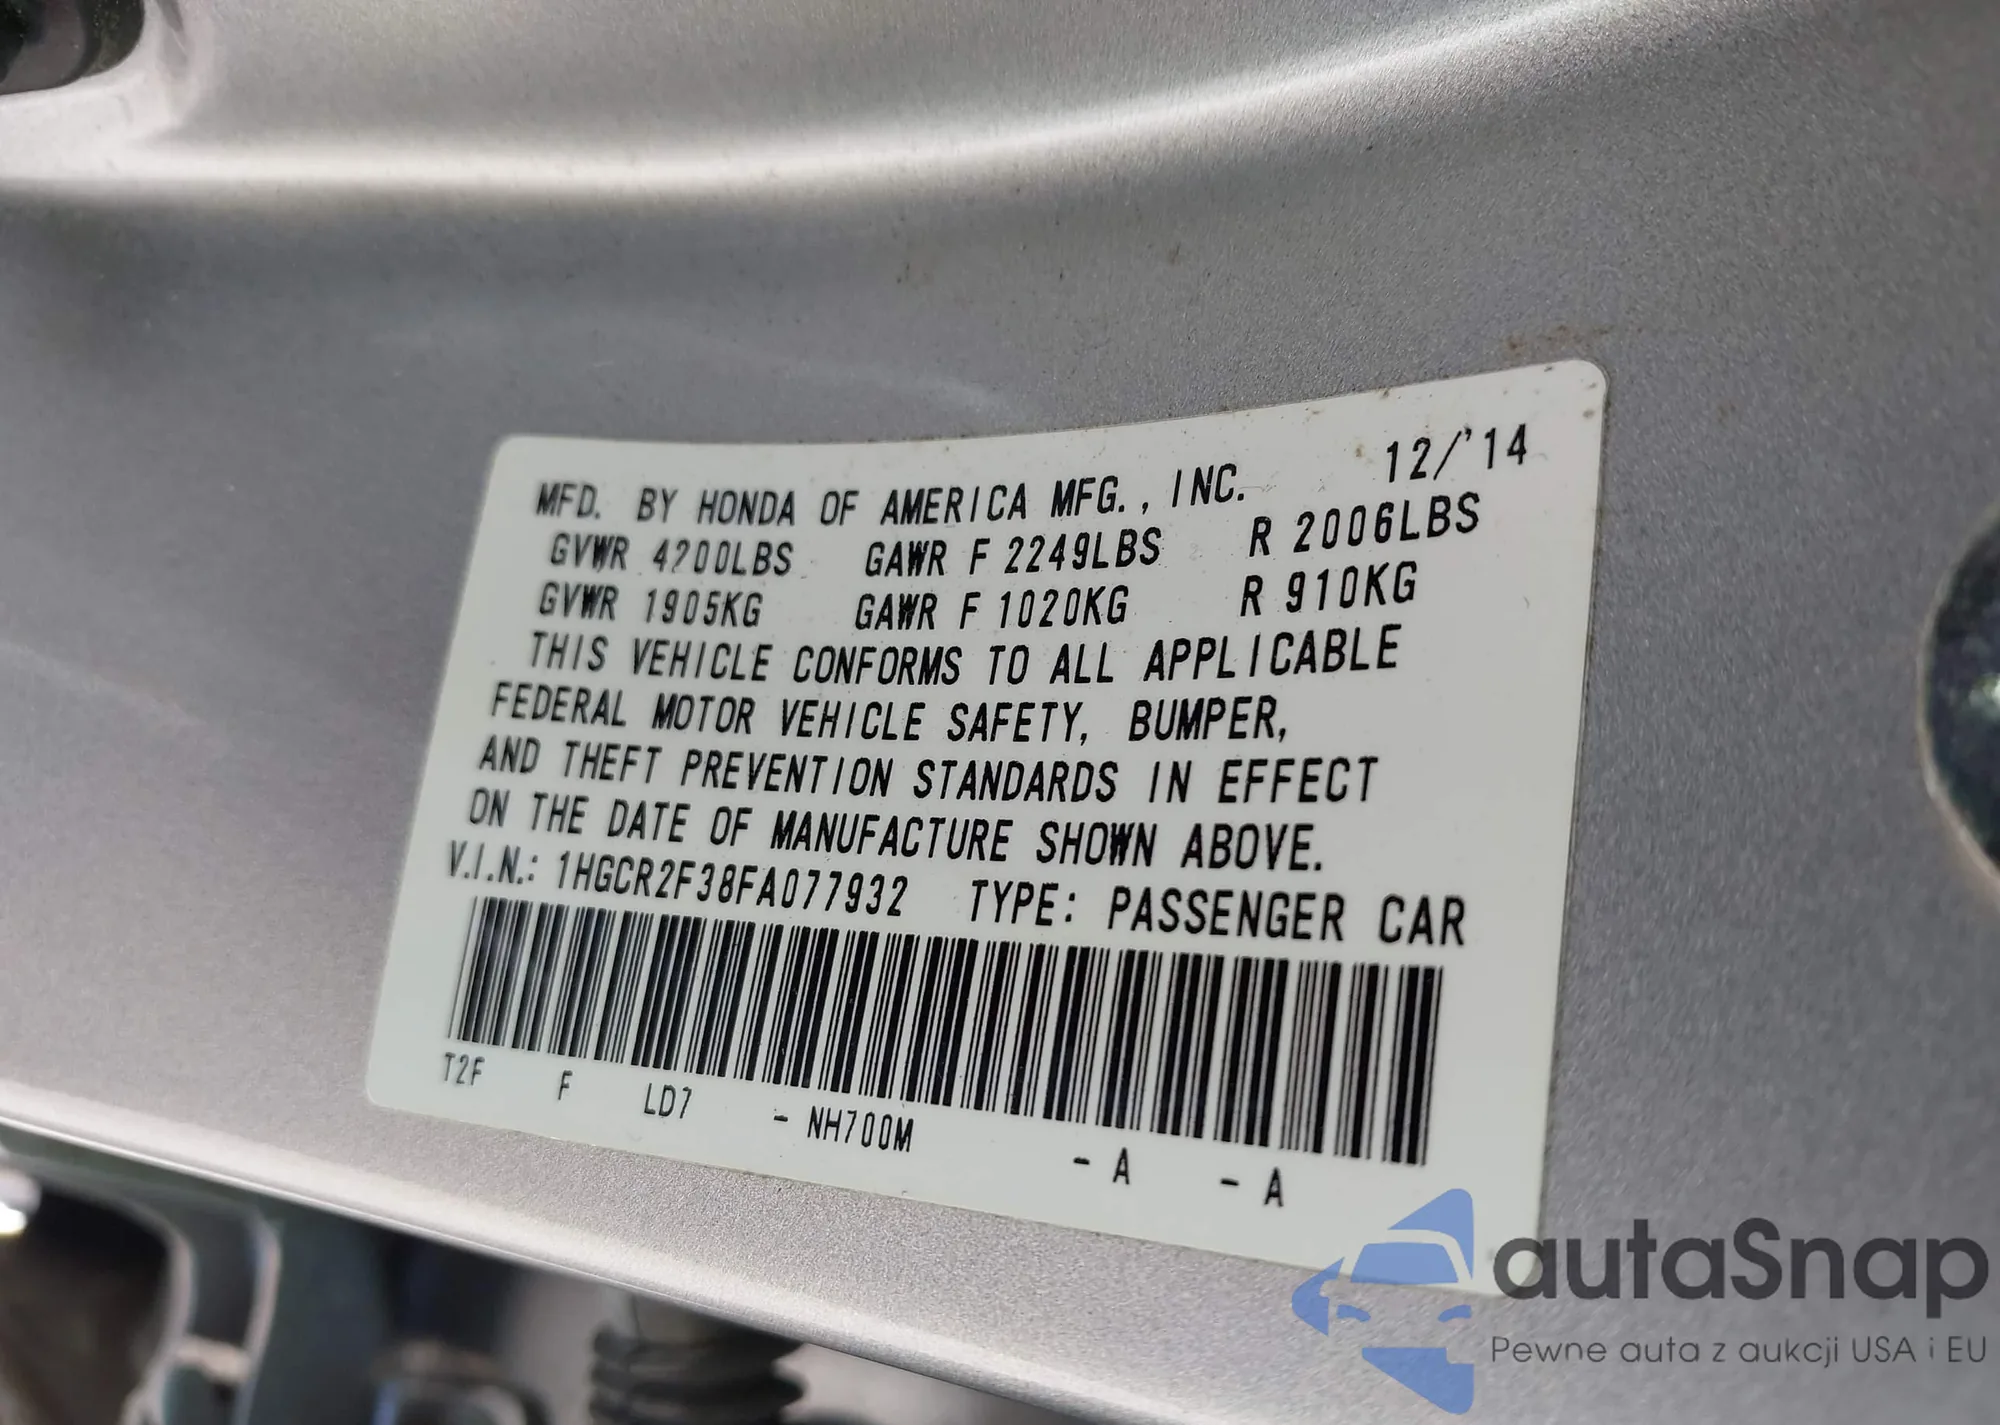 MFD. BY HONDA OF AMERICA MFG., INC. 12/'14
GVWR 4200LBS GAWR F 2249LBS R 2006LBS
GVWR 1905KG GAWR F 1020KG R 910KG
THIS VEHICLE CONFORMS TO ALL APPLICABLE
FEDERAL MOTOR VEHICLE SAFETY, BUMPER,
AND THEFT PREVENTION STANDARDS IN EFFECT
ON THE DATE OF MANUFACTURE SHOWN ABOVE.
V.I.N.: 1HGCR2F38FA077932 TYPE: PASSENGER CAR
T2F F LD7 - NH700M - A - A
autaSnap
Pewne auta z aukcji USA i EU